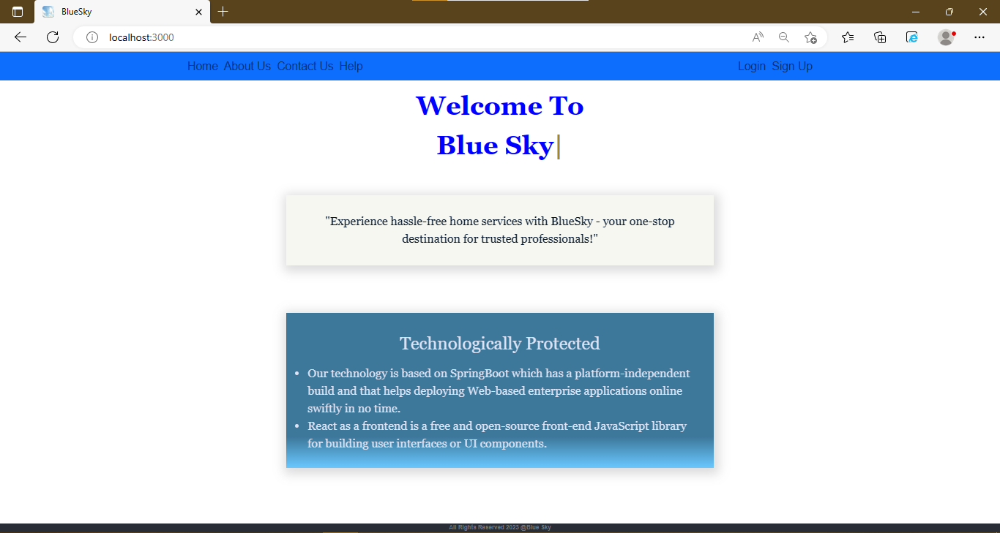 BlueSky
localhost:3000
Home About Us Contact Us Help Login Sign Up
Welcome To
Blue Sky|
"Experience hassle-free home services with BlueSky - your one-stop
destination for trusted professionals!"
Technologically Protected
• Our technology is based on SpringBoot which has a platform-independent
build and that helps deploying Web-based enterprise applications online
swiftly in no time.
• React as a frontend is a free and open-source front-end JavaScript library
for building user interfaces or UI components.
All Rights Reserved 2023 @Blue Sky